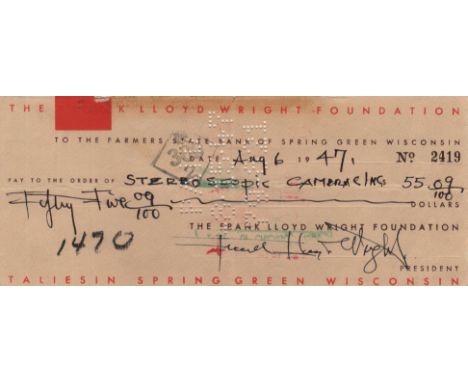 THE FRANK LLOYD WRIGHT FOUNDATION
TO THE FARMERS STATE BANK OF SPRING GREEN WISCONSIN
DATE Aug 6 1947, No 2419
PAY TO THE ORDER OF STEREOSCOPIC CAMERAS INC 55 09/100
Fifty Five 09/100 DOLLARS
THE FRANK LLOYD WRIGHT FOUNDATION
1470
Frank Lloyd Wright
PRESIDENT
TALIESIN SPRING GREEN WISCONSIN